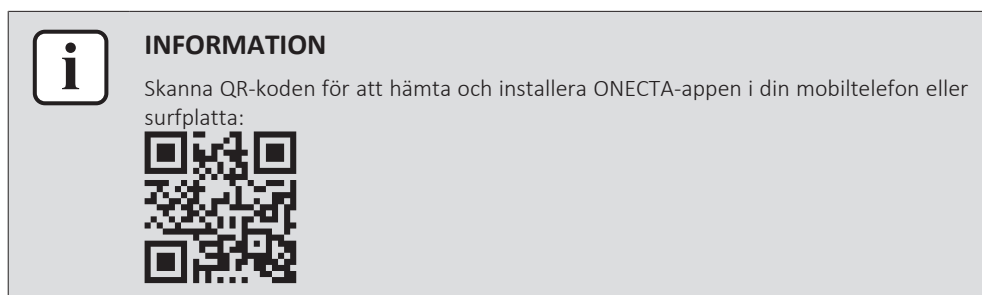 i
INFORMATION
Skanna QR-koden för att hämta och installera ONECTA-appen i din mobiltelefon eller
surfplatta: